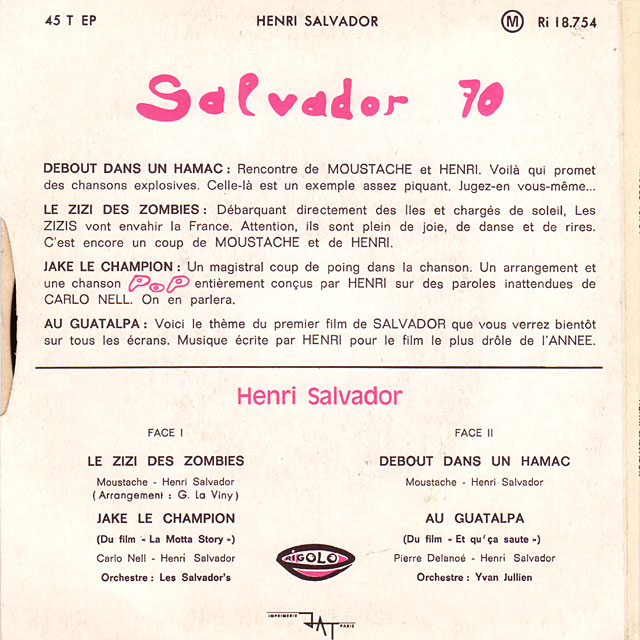 45 T EP HENRI SALVADOR Ⓜ Ri 18.754
Salvador 70
DEBOUT DANS UN HAMAC : Rencontre de MOUSTACHE et HENRI. Voilà qui promet
des chansons explosives. Celle-là est un exemple assez piquant. Jugez-en vous-même...
LE ZIZI DES ZOMBIES : Débarquant directement des Iles et chargés de soleil, Les
ZIZIS vont envahir la France. Attention, ils sont plein de joie, de danse et de rires.
C'est encore un coup de MOUSTACHE et de HENRI.
JAKE LE CHAMPION : Un magistral coup de poing dans la chanson. Un arrangement et
une chanson POP entièrement conçus par HENRI sur des paroles inattendues de
CARLO NELL. On en parlera.
AU GUATALPA : Voici le thème du premier film de SALVADOR que vous verrez bientôt
sur tous les écrans. Musique écrite par HENRI pour le film le plus drôle de l'ANNEE.
Henri Salvador
FACE I
LE ZIZI DES ZOMBIES
Moustache - Henri Salvador
(Arrangement : G. La Viny)
JAKE LE CHAMPION
(Du film « La Motta Story »)
Carlo Nell - Henri Salvador
Orchestre : Les Salvador's
FACE II
DEBOUT DANS UN HAMAC
Moustache - Henri Salvador
AU GUATALPA
(Du film « Et qu'ça saute »)
Pierre Delanoé - Henri Salvador
Orchestre : Yvan Jullien
RIGOLO
IMPRIMERIE JAT PARIS